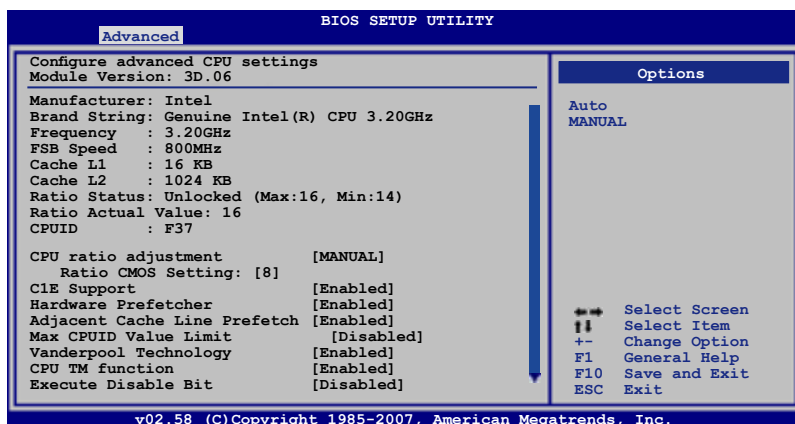 BIOS SETUP UTILITY
Advanced
Configure advanced CPU settings
Module Version: 3D.06
Manufacturer: Intel
Brand String: Genuine Intel(R) CPU 3.20GHz
Frequency : 3.20GHz
FSB Speed : 800MHz
Cache L1 : 16 KB
Cache L2 : 1024 KB
Ratio Status: Unlocked (Max:16, Min:14)
Ratio Actual Value: 16
CPUID : F37
CPU ratio adjustment [MANUAL]
Ratio CMOS Setting: [8]
C1E Support [Enabled]
Hardware Prefetcher [Enabled]
Adjacent Cache Line Prefetch [Enabled]
Max CPUID Value Limit [Disabled]
Vanderpool Technology [Enabled]
CPU TM function [Enabled]
Execute Disable Bit [Disabled]
Options
Auto
MANUAL
Select Screen
Select Item
+- Change Option
F1 General Help
F10 Save and Exit
ESC Exit
v02.58 (C)Copyright 1985-2007, American Megatrends, Inc.